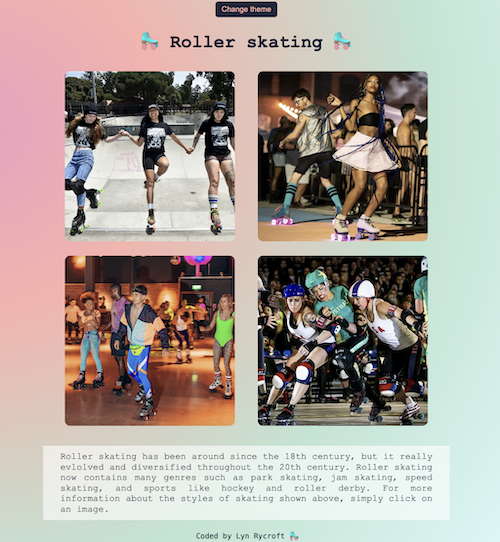 Change theme
Roller skating
Roller skating has been around since the 18th century, but it really
evlolved and diversified throughout the 20th century. Roller skating
now contains many genres such as park skating, jam skating, speed
skating, and sports like hockey and roller derby. For more
information about the styles of skating shown above, simply click on
an image.
Coded by Lyn Rycroft